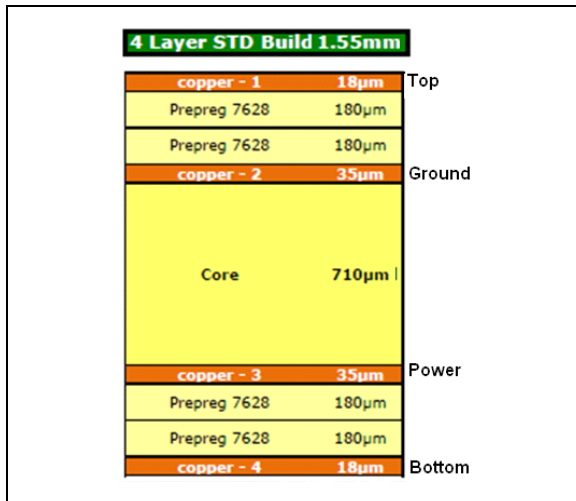 4 Layer STD Build 1.55mm
copper - 1 18µm Top
Prepreg 7628 180µm
Prepreg 7628 180µm
copper - 2 35µm Ground
Core 710µm
copper - 3 35µm Power
Prepreg 7628 180µm
Prepreg 7628 180µm
copper - 4 18µm Bottom